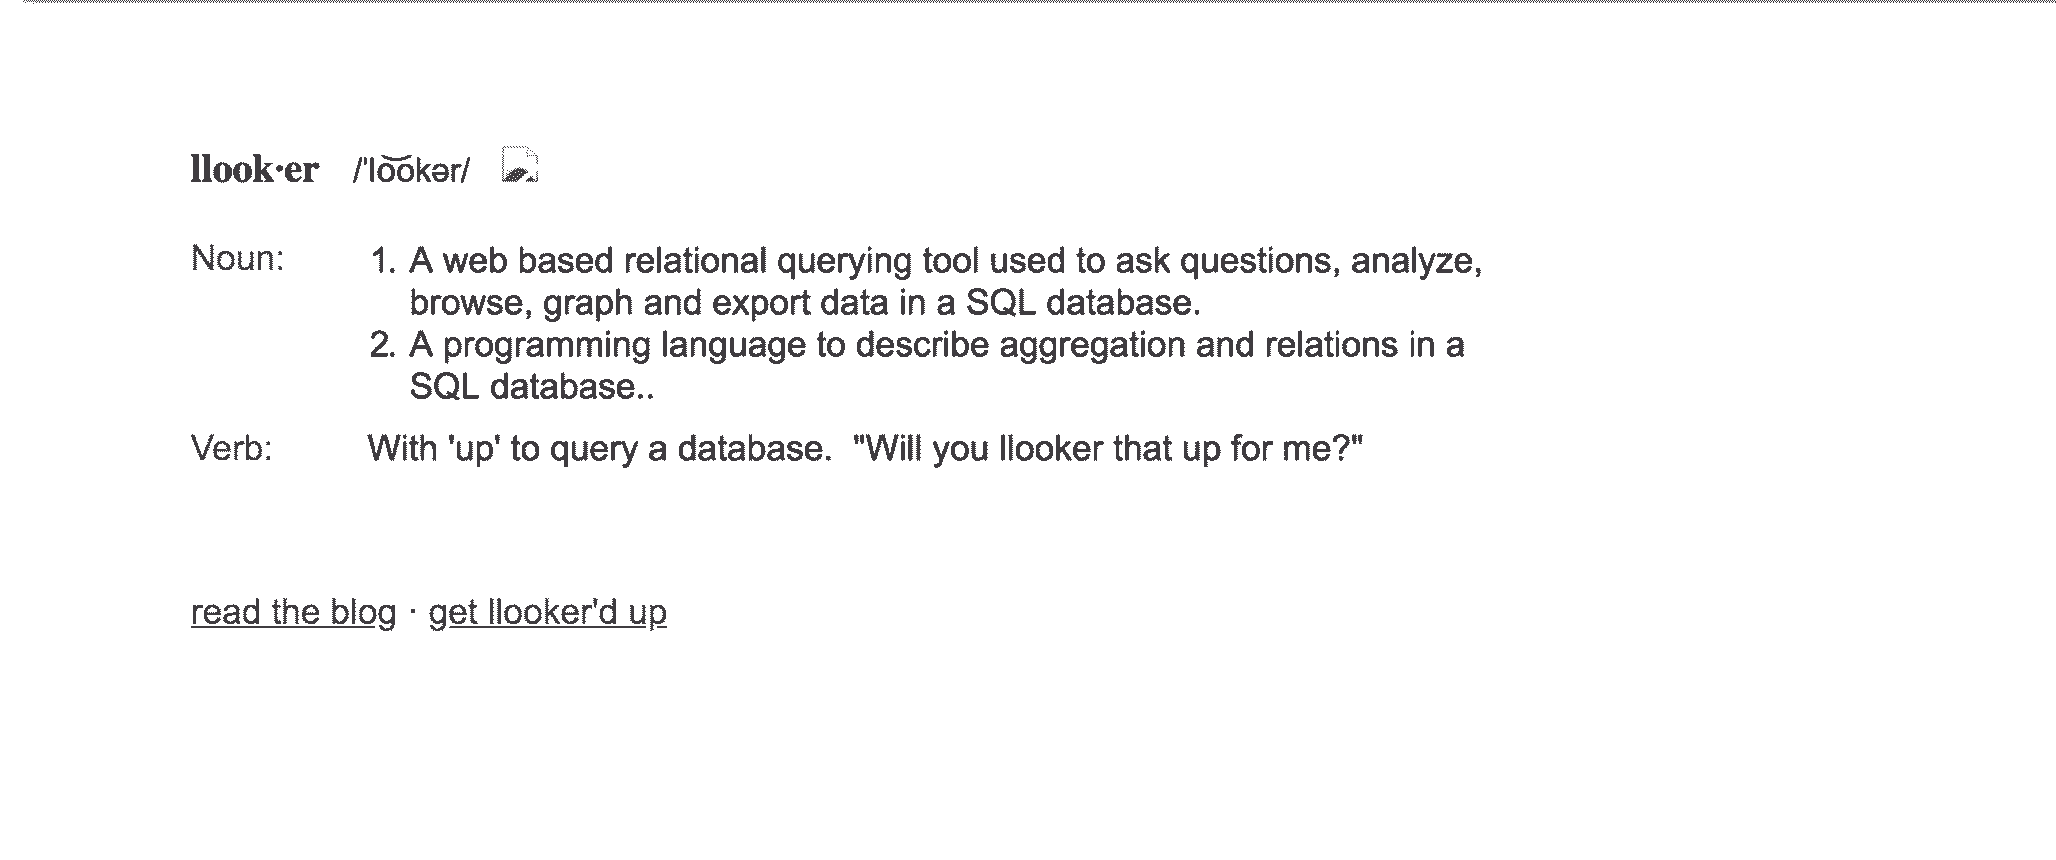 llook·er /'lo͝okər/
Noun: 1. A web based relational querying tool used to ask questions, analyze,
browse, graph and export data in a SQL database.
2. A programming language to describe aggregation and relations in a
SQL database..
Verb: With 'up' to query a database.  "Will you llooker that up for me?"
read the blog · get llooker'd up